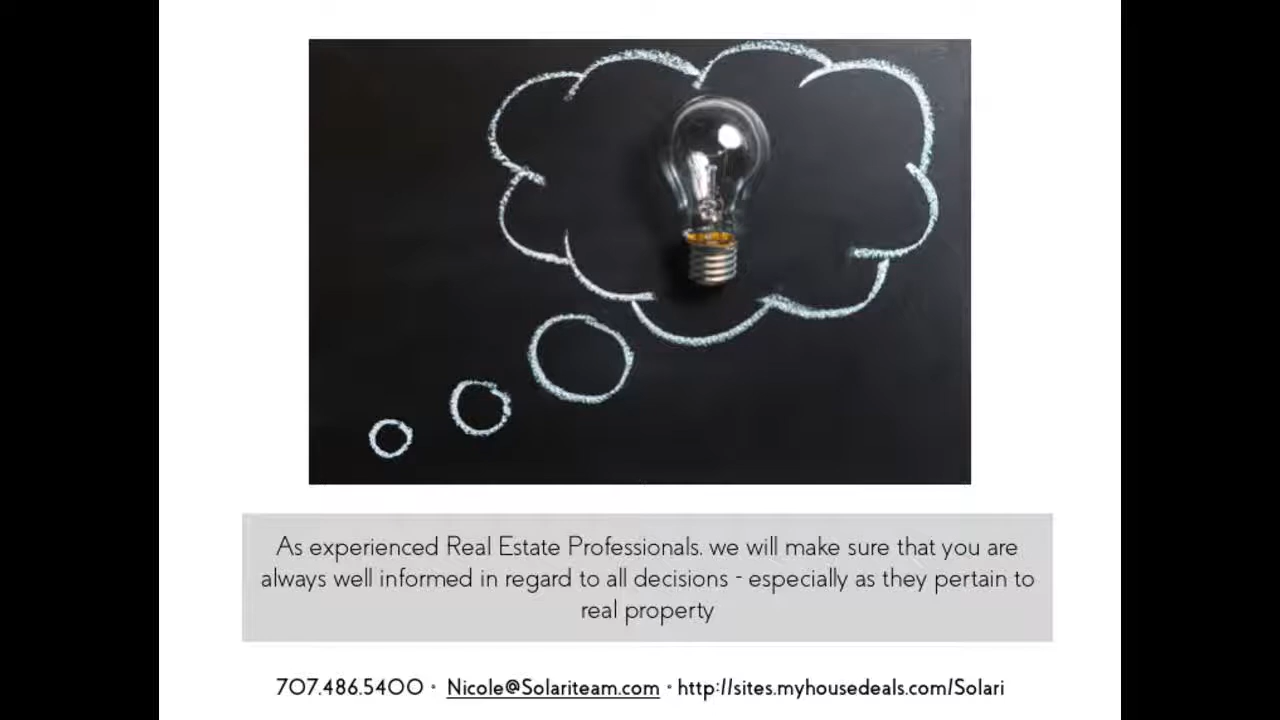 As experienced Real Estate Professionals, we will make sure that you are
always well informed in regard to all decisions - especially as they pertain to
real property
707.486.5400 • Nicole@Solariteam.com • http://sites.myhousedeals.com/Solari